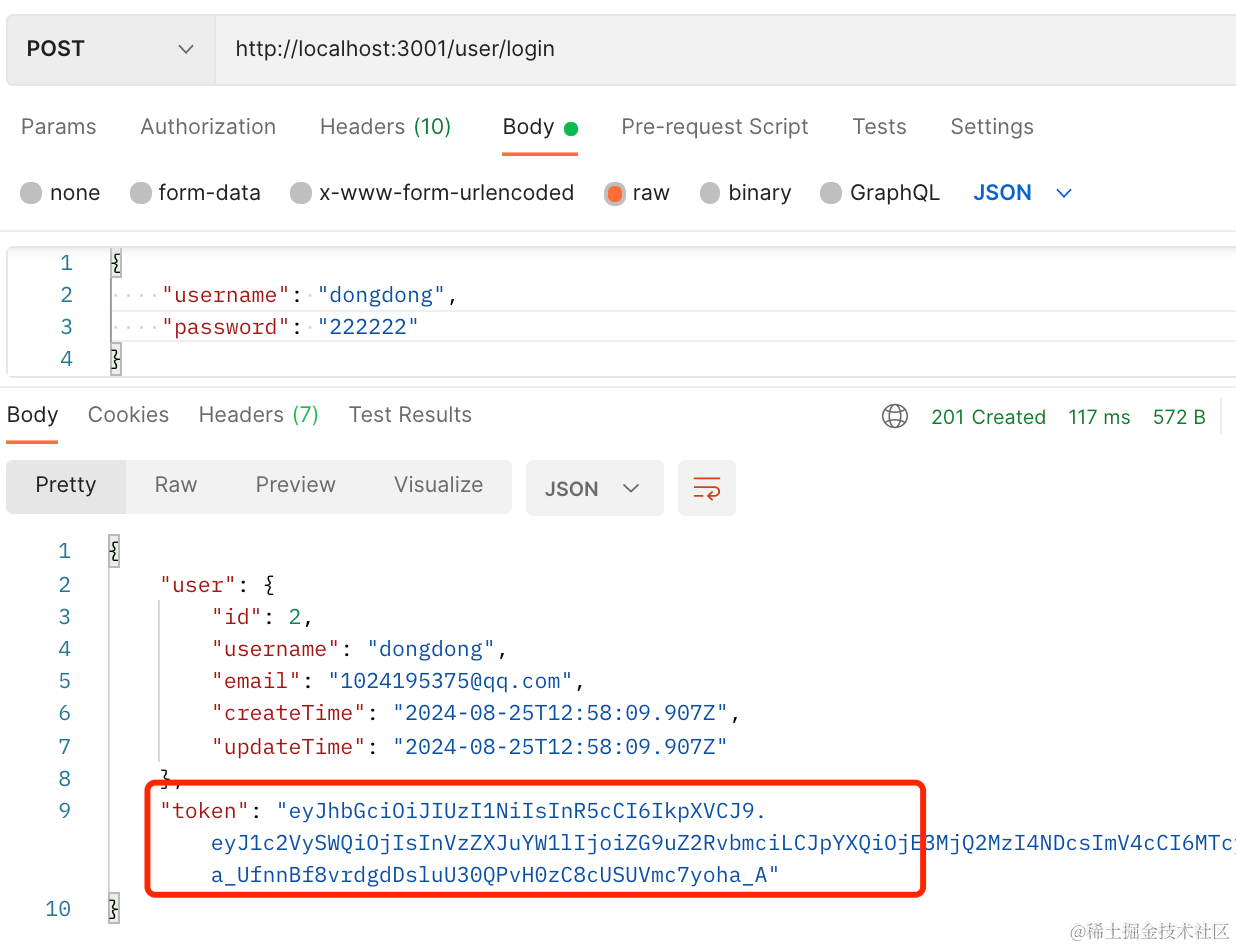 POST http://localhost:3001/user/login
Params Authorization Headers (10) Body Pre-request Script Tests Settings
none form-data x-www-form-urlencoded raw binary GraphQL JSON
1 {
2 "username": "dongdong",
3 "password": "222222"
4 }
Body Cookies Headers (7) Test Results 201 Created 117 ms 572 B
Pretty Raw Preview Visualize JSON
1 {
2 "user": {
3 "id": 2,
4 "username": "dongdong",
5 "email": "1024195375@qq.com",
6 "createTime": "2024-08-25T12:58:09.907Z",
7 "updateTime": "2024-08-25T12:58:09.907Z"
8 },
9 "token": "eyJhbGciOiJIUzI1NiIsInR5cCI6IkpXVCJ9.
eyJ1c2VySWQiOjIsInVzZXJuYW1lIjoiZG9uZ2RvbmciLCJpYXQiOjE3MjQ2MzI4NDcsImV4cCI6MTc
a_UfnnBf8vrdgdDsluU30QPvH0zC8cUSUVmc7yoha_A"
10 }
@稀土掘金技术社区